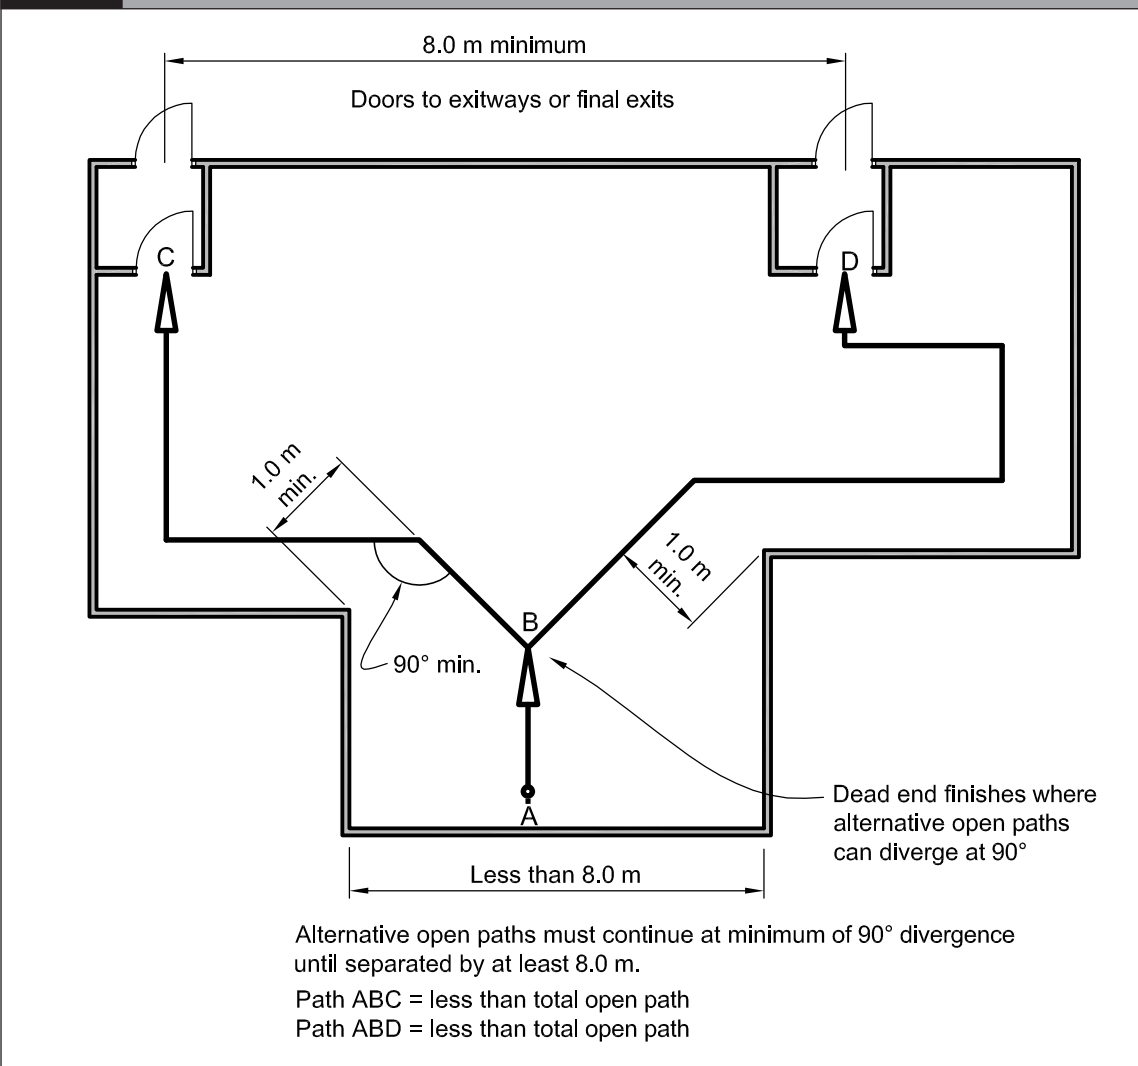 8.0 m minimum
Doors to exitways or final exits
C
D
1.0 m
min.
1.0 m
min.
B
90° min.
A
Dead end finishes where
alternative open paths
can diverge at 90°
Less than 8.0 m
Alternative open paths must continue at minimum of 90° divergence
until separated by at least 8.0 m.
Path ABC = less than total open path
Path ABD = less than total open path